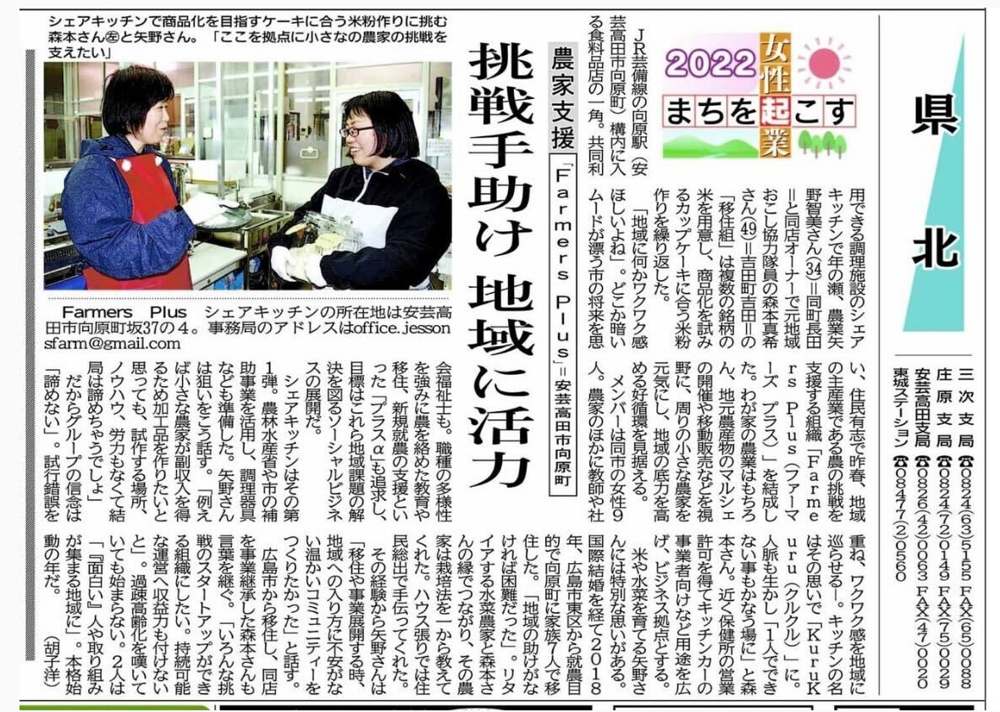 県北
三次支局☎0824(63)5155 FAX(65)0088
庄原支局☎0824(72)0149 FAX(75)0029
安芸高田支局☎0826(42)0063 FAX(47)0020
東城ステーション☎08477(2)0560
2022
女性起業
まちを起こす
挑戦手助け 地域に活力
農家支援
「Farmers Plus」=安芸高田市向原町
シェアキッチンで商品化を目指すケーキに合う米粉作りに挑む
森本さん㊧と矢野さん。「ここを拠点に小さなの農家の挑戦を
支えたい」
Farmers Plus シェアキッチンの所在地は安芸高
田市向原町坂37の4。事務局のアドレスはoffice.jesson
sfarm@gmail.com
JR芸備線の向原駅（安
芸高田市向原町）構内に入
る食料品店の一角。共同利
用できる調理施設のシェア
キッチンで年の瀬、農業矢
野智美さん(34)=同町長田
=と同店オーナーで元地域
おこし協力隊員の森本真希
さん(49)=吉田町吉田=の
「移住組」は複数の銘柄の
米を用意し、商品化を試み
るカップケーキに合う米粉
作りを繰り返した。
「地域に何かワクワク感
ほしいよね」。どこか暗い
ムードが漂う市の将来を思
い、住民有志で昨春、地域
の主産業である農の挑戦を
支援する組織「Farme
rs Plus（ファーマ
ーズ プラス）」を結成し
た。わが家の農業はもちろ
ん、地元農産物のマルシェ
の開催や移動販売などを視
野に、周りの小さな農家を
元気にし、地域の底力を高
める好循環を見据える。
メンバーは同市の女性9
人。農家のほかに教師や社
会福祉士も。職種の多様性
を強みに農を絡めた教育や
移住、新規就農の支援とい
った「プラスα」も追求し、
目標はこれら地域課題の解
決を図るソーシャルビジネ
スの展開だ。
シェアキッチンはその第
1弾。農林水産省や市の補
助事業を活用し、調理器具
なども準備した。矢野さん
は狙いをこう話す。「例え
ば小さな農家が副収入を得
るため加工品を作りたいと
思っても、試作する場所、
ノウハウ、労力もなくて結
局は諦めちゃうでしょ」
だからグループの信念は
「諦めない」。試行錯誤を
重ね、ワクワク感を地域に
巡らせる―。キッチンの名
はその思いで「KuruK
uru（クルクル）」に。
人脈も生かし「1人ででき
ない事もかなう場に」と森
本さん。近く保健所の営業
許可を得てキッチンカーの
事業者向けなど用途を広
げ、ビジネス拠点とする。
米や水菜を育てる矢野さ
んには特別な思いがある。
国際結婚を経て2018
年、広島市東区から就農目
的で向原町に家族7人で移
住した。「地域の助けがな
ければ困難だった」。リタ
イアする水菜農家と森本さ
んの縁でつながり、その農
家は栽培法を一から教えて
くれた。ハウス張りでは住
民総出で手伝ってくれた。
その経験から矢野さんは
「移住や事業展開する時、
地域への入り方に不安がな
い温かいコミュニティーを
つくりたかった」と話す。
広島市から移住し、同店
を事業継承した森本さんも
言葉を継ぐ。「いろんな挑
戦のスタートアップができ
る組織にしたい。持続可能
な運営へ収益力も付けない
と」。過疎高齢化を嘆いて
いても始まらない。2人は
「『面白い』人や取り組み
が集まる地域に」。本格始
動の年だ。 （胡子洋）